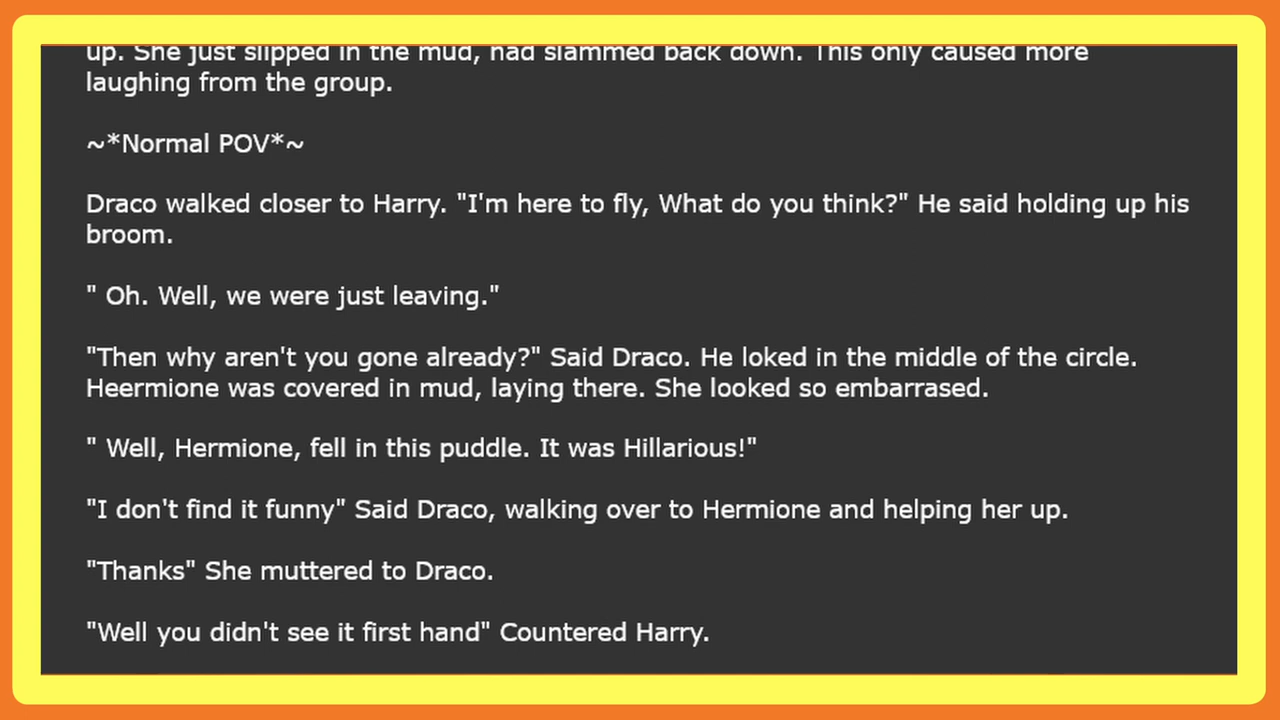 up. She just slipped in the mud, had slammed back down. This only caused more
laughing from the group.
~*Normal POV*~
Draco walked closer to Harry. "I'm here to fly, What do you think?" He said holding up his
broom.
" Oh. Well, we were just leaving."
"Then why aren't you gone already?" Said Draco. He loked in the middle of the circle.
Heermione was covered in mud, laying there. She looked so embarrased.
" Well, Hermione, fell in this puddle. It was Hillarious!"
"I don't find it funny" Said Draco, walking over to Hermione and helping her up.
"Thanks" She muttered to Draco.
"Well you didn't see it first hand" Countered Harry.